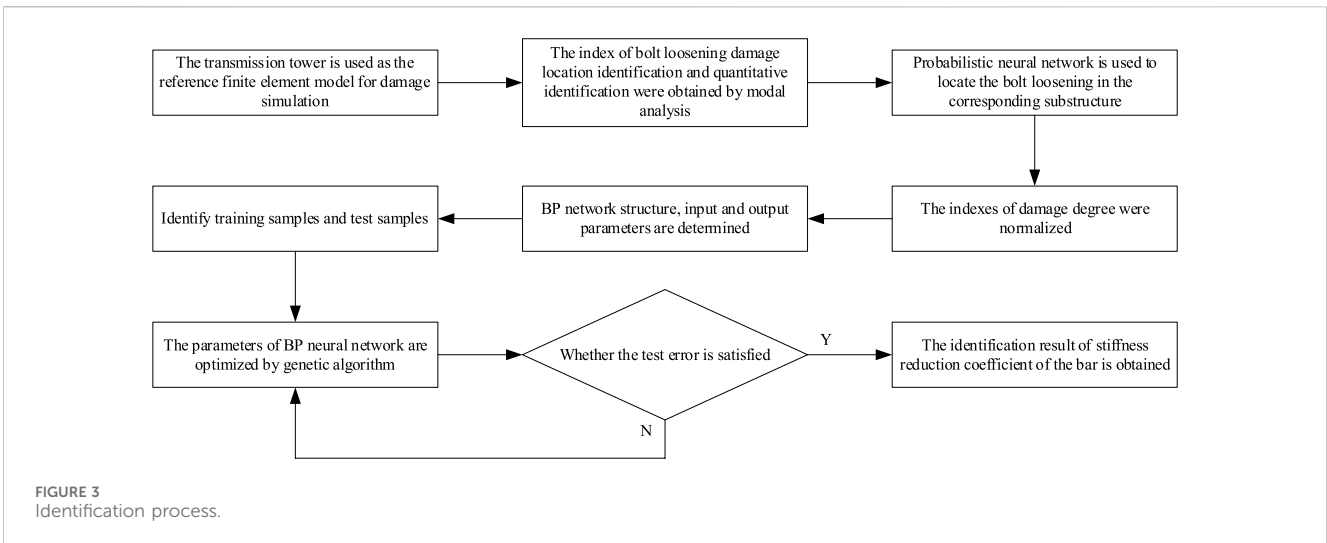 The transmission tower is used as the
reference finite element model for damage
simulation
The index of bolt loosening damage
location identification and quantitative
identification were obtained by modal
analysis
Probabilistic neural network is used to
locate the bolt loosening in the
corresponding substructure
The indexes of damage degree were
normalized
BP network structure, input and output
parameters are determined
Identify training samples and test samples
The parameters of BP neural network are
optimized by genetic algorithm
Whether the test error is satisfied
Y
N
The identification result of stiffness
reduction coefficient of the bar is obtained
FIGURE 3
Identification process.